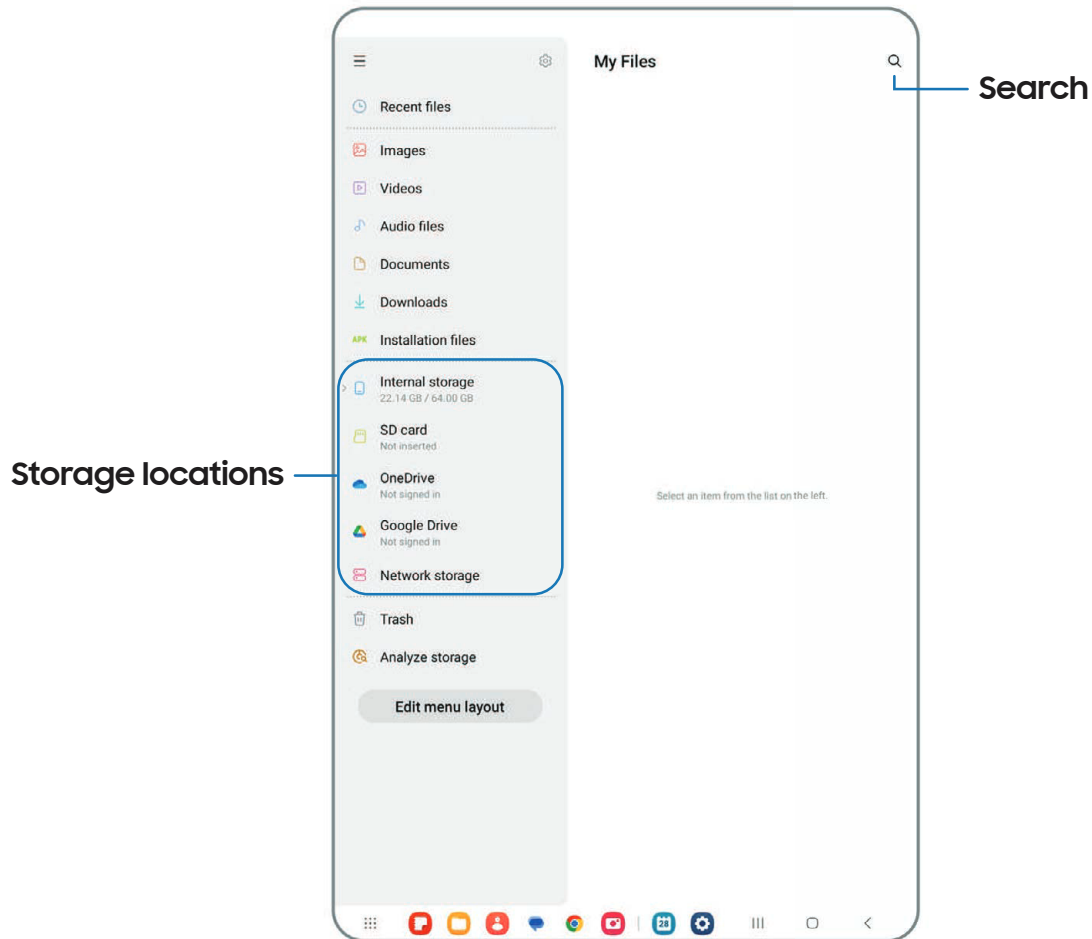 My Files
Search
Recent files
Images
Videos
Audio files
Documents
Downloads
APK Installation files
Internal storage
22.14 GB / 64.00 GB
SD card
Not inserted
Storage locations
OneDrive
Not signed in
Select an item from the list on the left.
Google Drive
Not signed in
Network storage
Trash
Analyze storage
Edit menu layout
28